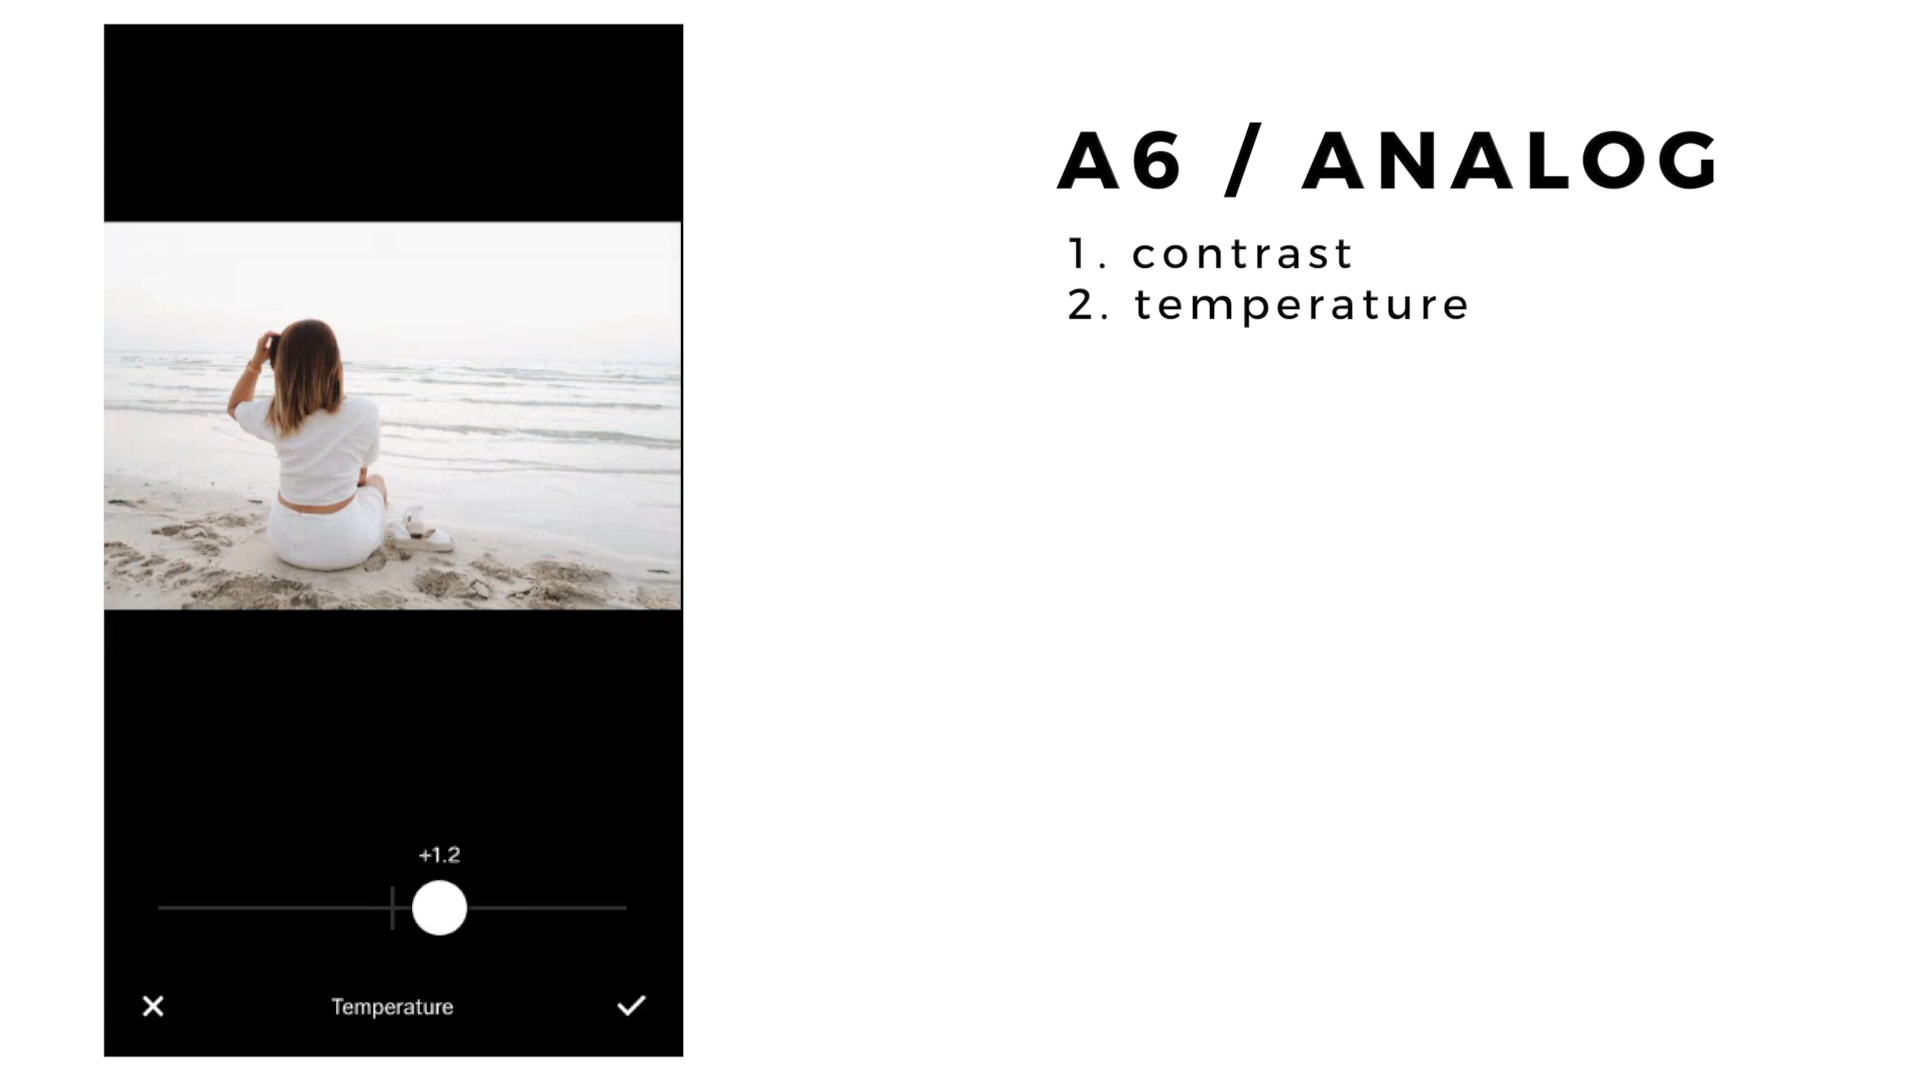 A6 / ANALOG
1. contrast
2. temperature
+1.2
Temperature